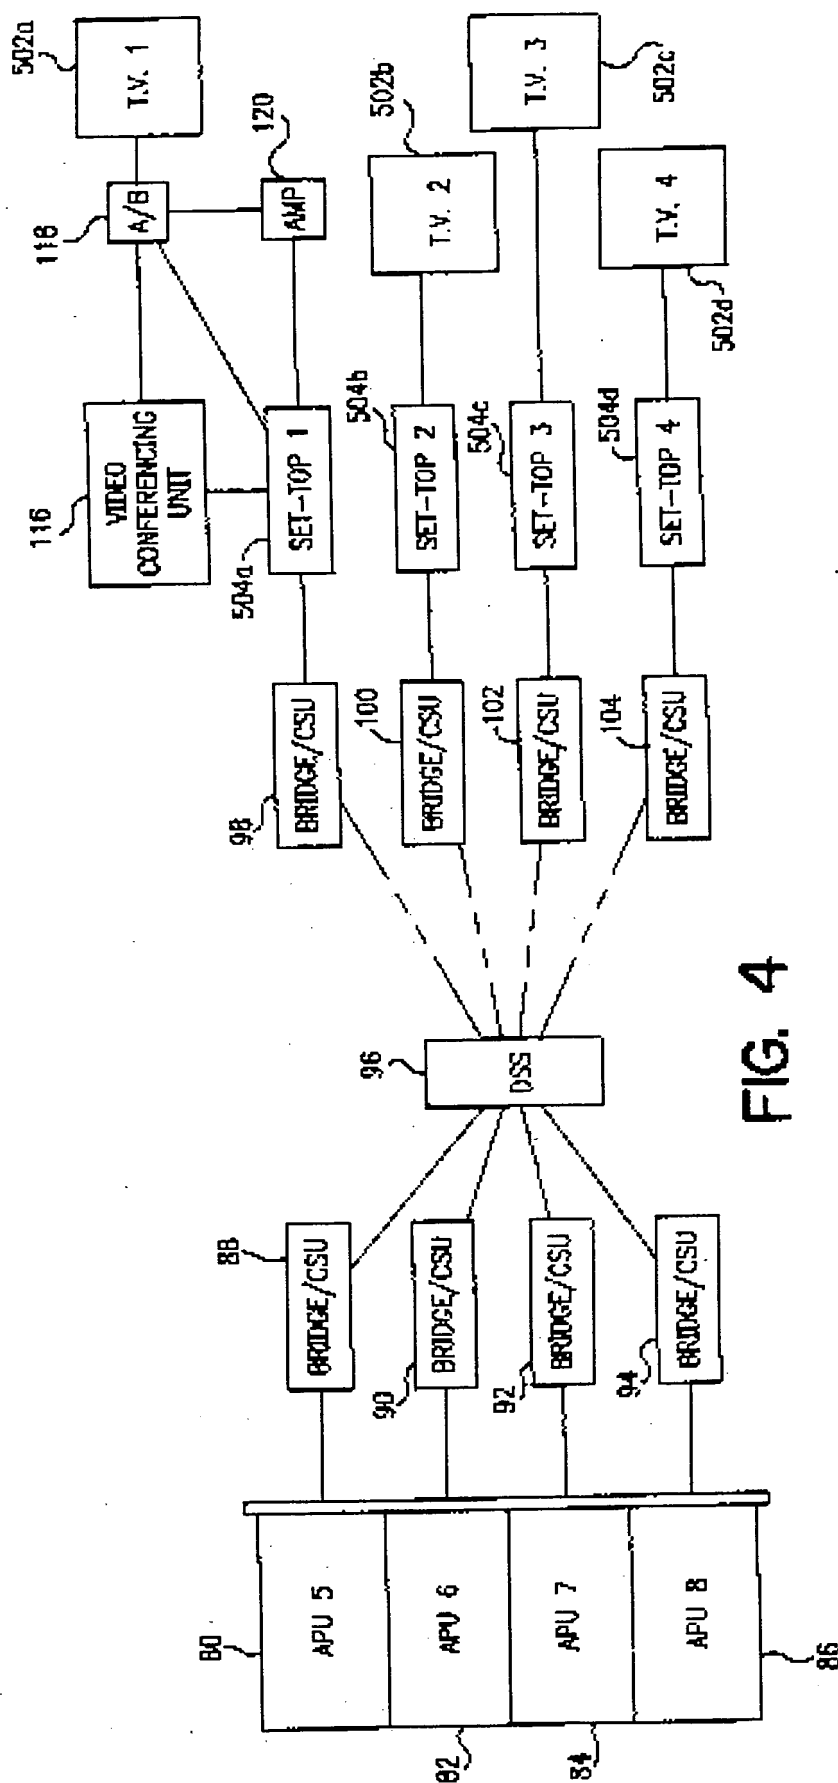 80
APU 5
APU 6
APU 7
APU 8
82
84
86
88
BRIDGE/CSU
90
BRIDGE/CSU
92
BRIDGE/CSU
94
BRIDGE/CSU
96
DSS
98
BRIDGE/CSU
100
BRIDGE/CSU
102
BRIDGE/CSU
104
BRIDGE/CSU
116
VIDEO
CONFERENCING
UNIT
504a
SET-TOP 1
504b
SET-TOP 2
504c
SET-TOP 3
504d
SET-TOP 4
118
A/B
120
AMP
502a
T.V. 1
502b
T.V. 2
T.V. 3
502c
T.V. 4
502d
FIG. 4